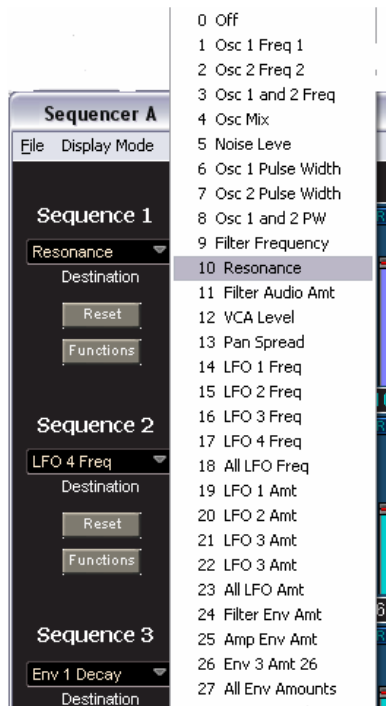 0 Off
1 Osc 1 Freq 1
2 Osc 2 Freq 2
3 Osc 1 and 2 Freq
4 Osc Mix
5 Noise Leve
6 Osc 1 Pulse Width
7 Osc 2 Pulse Width
8 Osc 1 and 2 PW
9 Filter Frequency
10 Resonance
11 Filter Audio Amt
12 VCA Level
13 Pan Spread
14 LFO 1 Freq
15 LFO 2 Freq
16 LFO 3 Freq
17 LFO 4 Freq
18 All LFO Freq
19 LFO 1 Amt
20 LFO 2 Amt
21 LFO 3 Amt
22 LFO 3 Amt
23 All LFO Amt
24 Filter Env Amt
25 Amp Env Amt
26 Env 3 Amt 26
27 All Env Amounts
Sequencer A
File Display Mode
Sequence 1
Resonance
Destination
Reset
Functions
Sequence 2
LFO 4 Freq
Destination
Reset
Functions
Sequence 3
Env 1 Decay
Destination